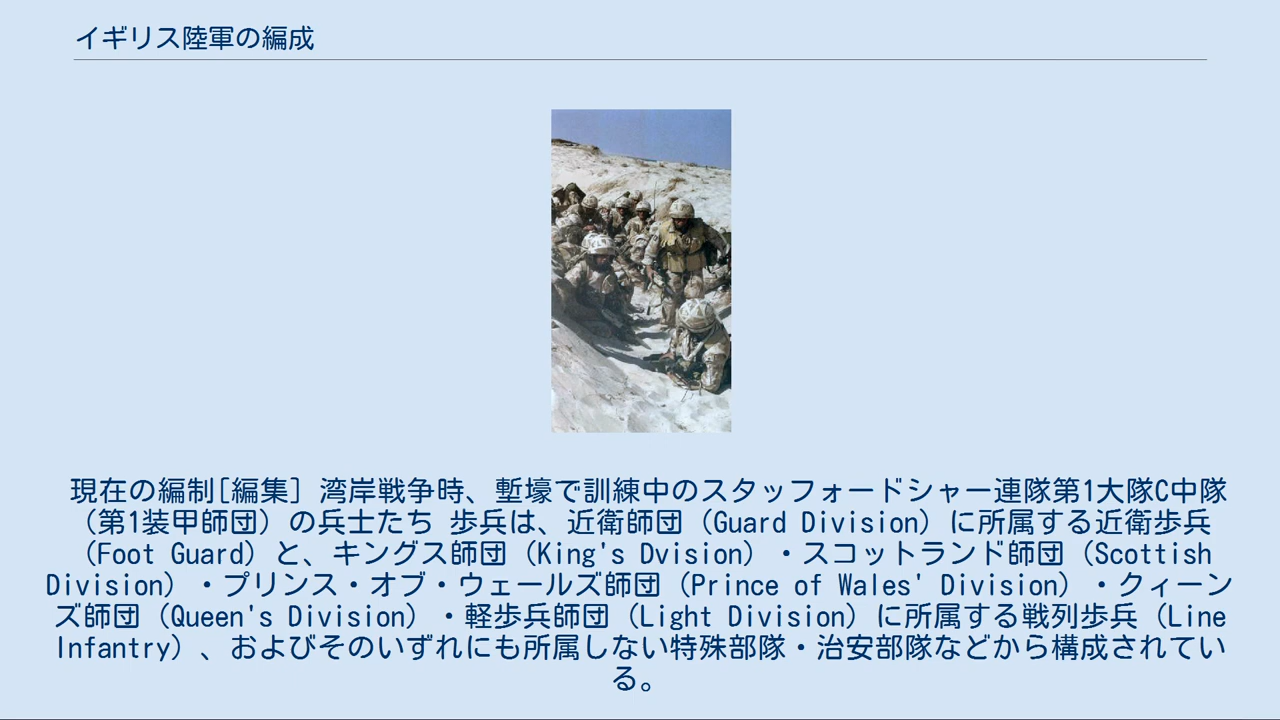 イギリス陸軍の編成
現在の編制[編集] 湾岸戦争時、塹壕で訓練中のスタッフォードシャー連隊第1大隊C中隊
（第1装甲師団）の兵士たち 歩兵は、近衛師団（Guard Division）に所属する近衛歩兵
（Foot Guard）と、キングス師団（King's Dvision）・スコットランド師団（Scottish
Division）・プリンス・オブ・ウェールズ師団（Prince of Wales' Division）・クィーン
ズ師団（Queen's Division）・軽歩兵師団（Light Division）に所属する戦列歩兵（Line
Infantry）、およびそのいずれにも所属しない特殊部隊・治安部隊などから構成されてい
る。